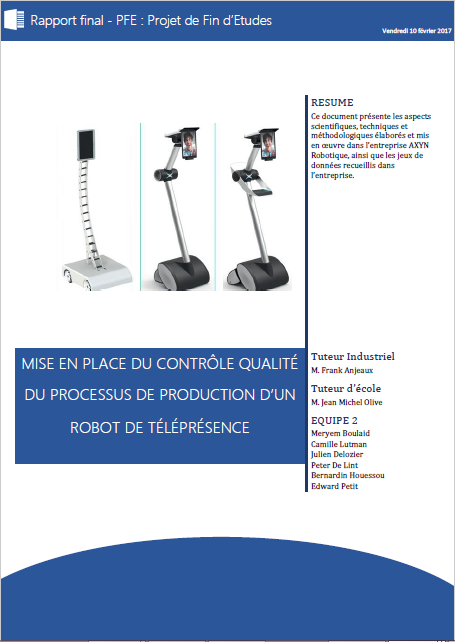 Rapport final - PFE : Projet de Fin d’Etudes
Vendredi 10 février 2017
RESUME
Ce document présente les aspects
scientifiques, techniques et
méthodologiques élaborés et mis
en œuvre dans l’entreprise AXYN
Robotique, ainsi que les jeux de
données recueillis dans
l’entreprise.
MISE EN PLACE DU CONTRÔLE QUALITÉ
DU PROCESSUS DE PRODUCTION D’UN
ROBOT DE TÉLÉPRÉSENCE
Tuteur Industriel
M. Frank Anjeaux
Tuteur d’école
M. Jean Michel Olive
EQUIPE 2
Meryem Boulaid
Camille Lutman
Julien Delozier
Peter De Lint
Bernardin Houessou
Edward Petit